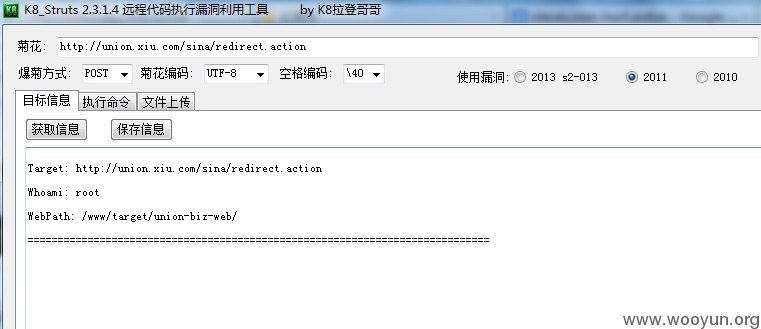 K8 K8_Struts 2.3.1.4 远程代码执行漏洞利用工具 by K8拉登哥哥
菊花: http://union.xiu.com/sina/redirect.action
爆菊方式: POST 菊花编码: UTF-8 空格编码: \40 使用漏洞: 2013 s2-013 2011 2010
目标信息 执行命令 文件上传
获取信息 保存信息
Target: http://union.xiu.com/sina/redirect.action
Whoami: root
WebPath: /www/target/union-biz-web/
=============================================================================
www.wooyun.org